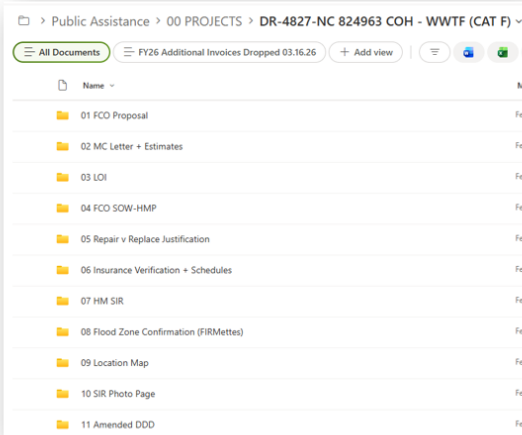 Public Assistance > 00 PROJECTS > DR-4827-NC 824963 COH - WWTF (CAT F)
All Documents FY26 Additional Invoices Dropped 03.16.26 + Add view
Name
01 FCO Proposal
02 MC Letter + Estimates
03 LOI
04 FCO SOW-HMP
05 Repair v Replace Justification
06 Insurance Verification + Schedules
07 HM SIR
08 Flood Zone Confirmation (FIRMettes)
09 Location Map
10 SIR Photo Page
11 Amended DDD